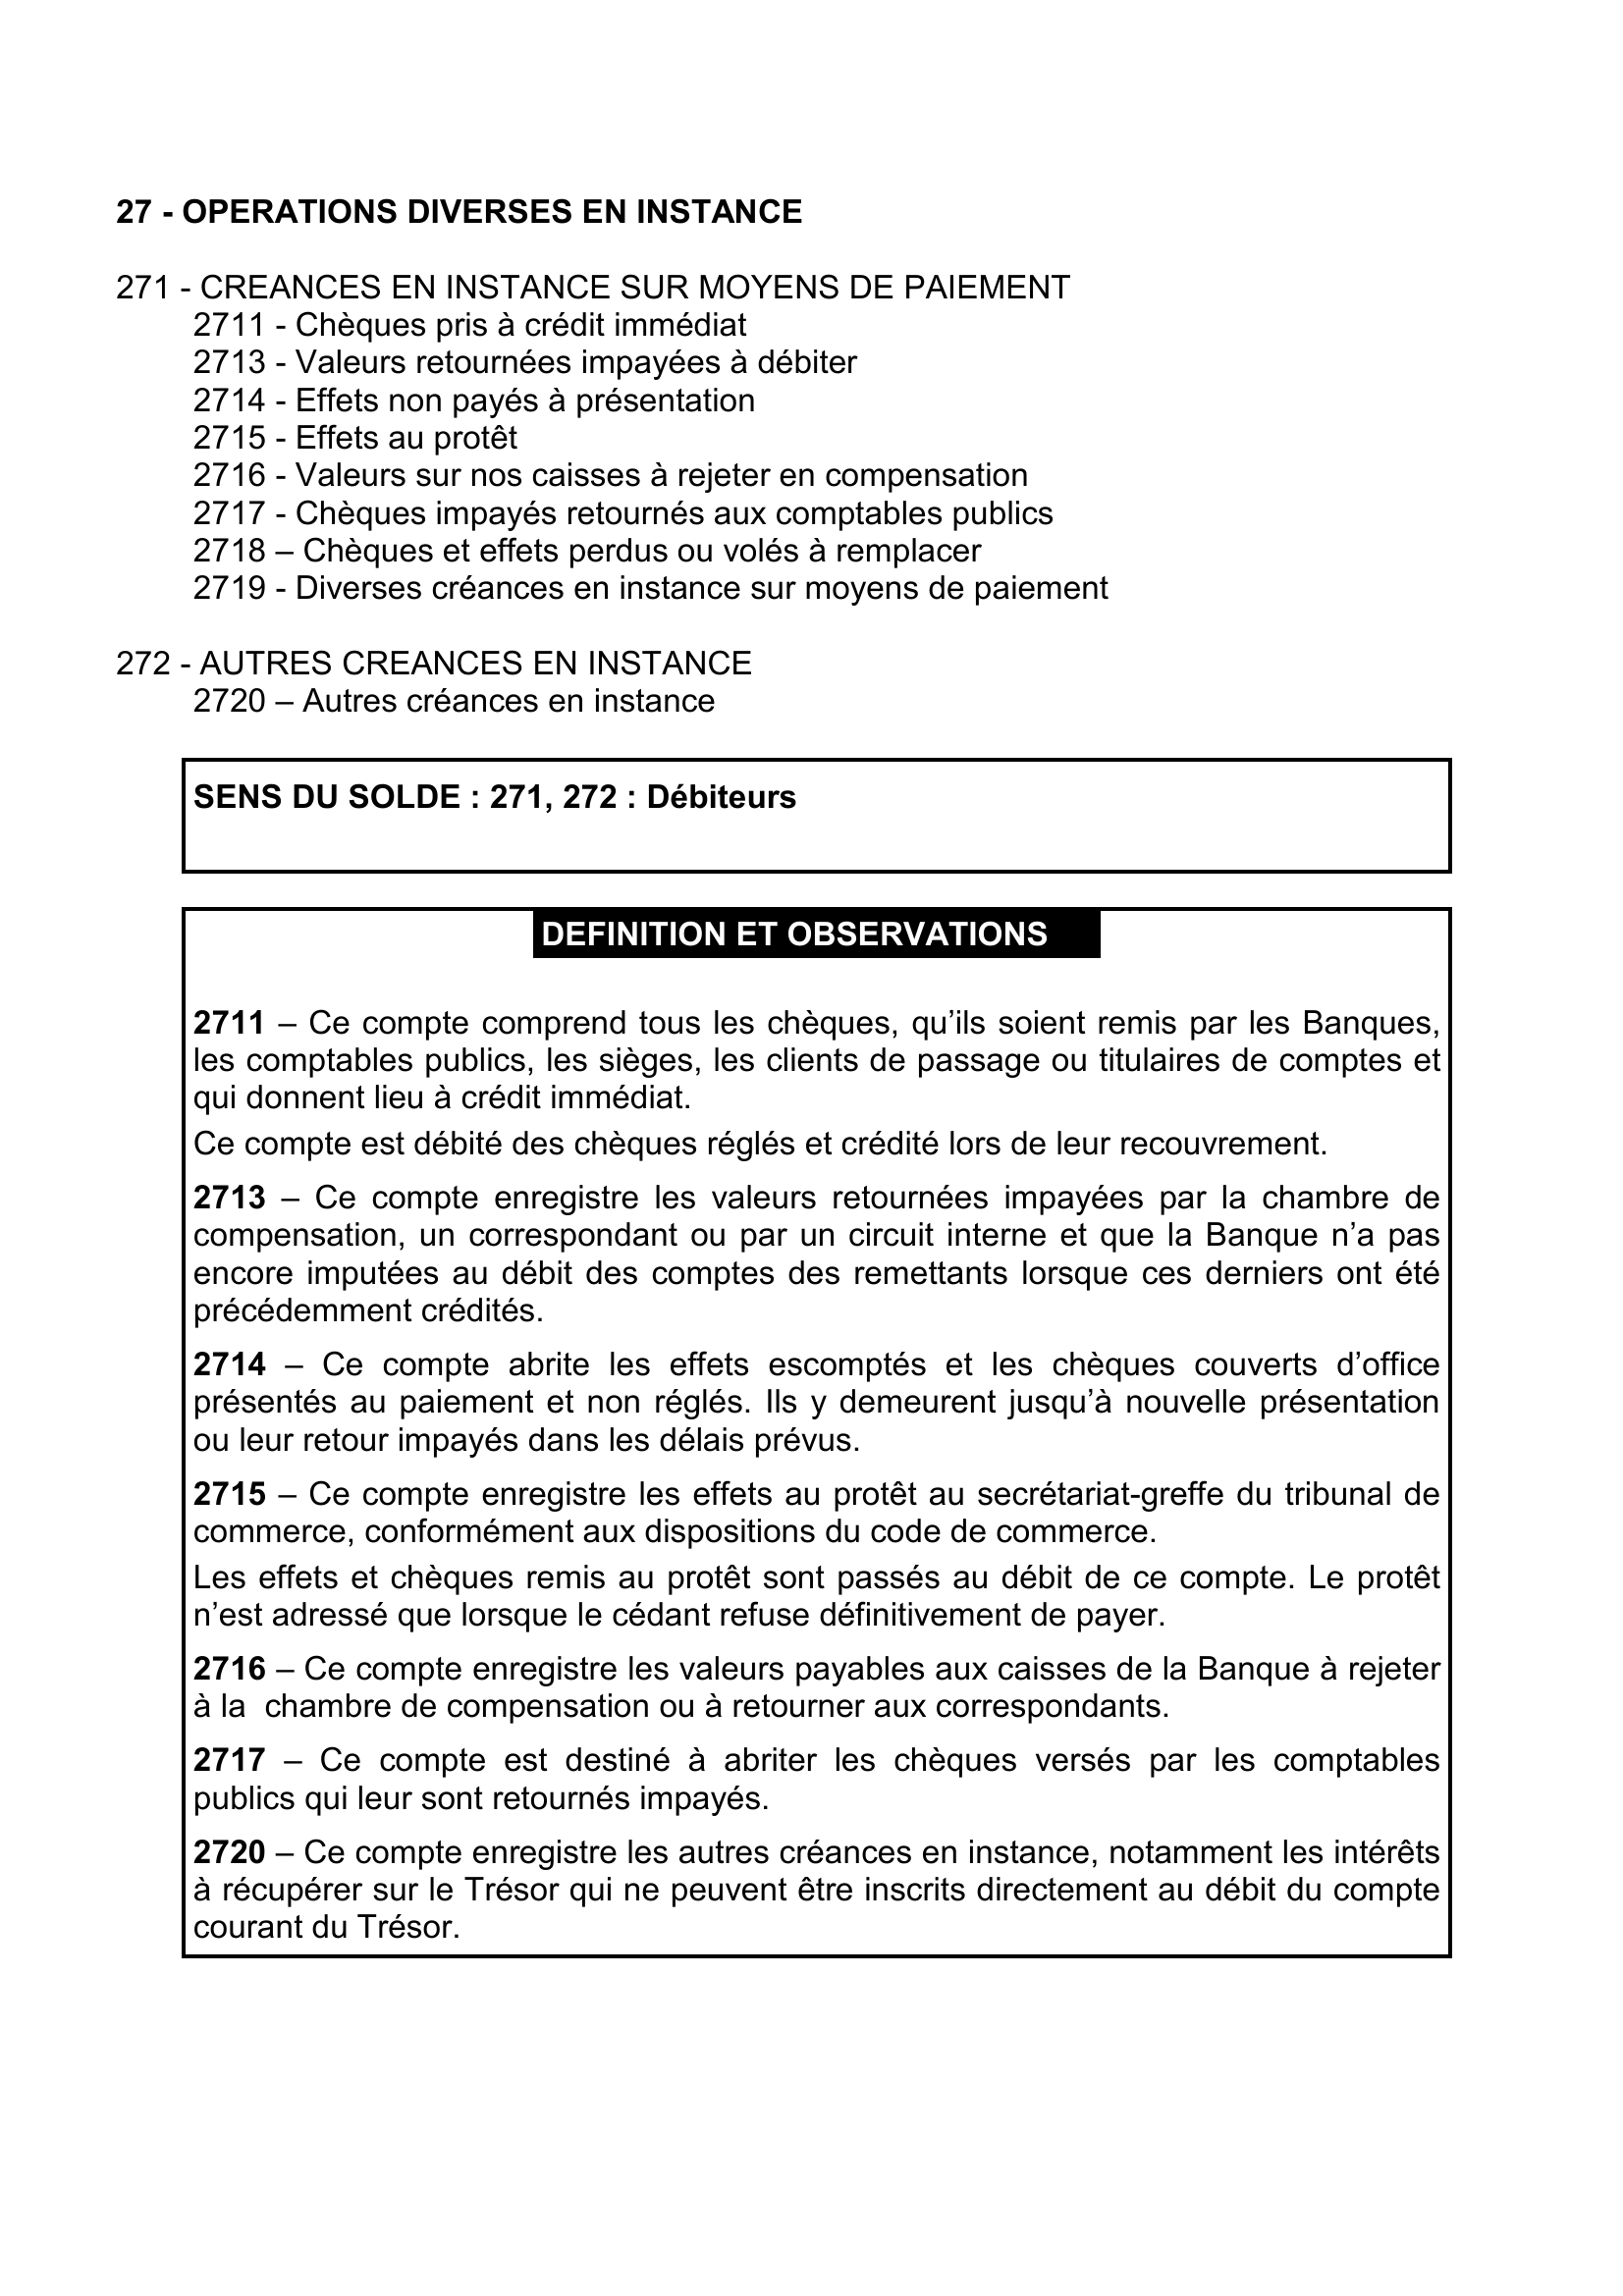 27 - OPERATIONS DIVERSES EN INSTANCE
271 - CREANCES EN INSTANCE SUR MOYENS DE PAIEMENT
2711 - Chèques pris à crédit immédiat
2713 - Valeurs retournées impayées à débiter
2714 - Effets non payés à présentation
2715 - Effets au protêt
2716 - Valeurs sur nos caisses à rejeter en compensation
2717 - Chèques impayés retournés aux comptables publics
2718 – Chèques et effets perdus ou volés à remplacer
2719 - Diverses créances en instance sur moyens de paiement
272 - AUTRES CREANCES EN INSTANCE
2720 – Autres créances en instance
SENS DU SOLDE : 271, 272 : Débiteurs
DEFINITION ET OBSERVATIONS
2711 – Ce compte comprend tous les chèques, qu’ils soient remis par les Banques,
les comptables publics, les sièges, les clients de passage ou titulaires de comptes et
qui donnent lieu à crédit immédiat.
Ce compte est débité des chèques réglés et crédité lors de leur recouvrement.
2713 – Ce compte enregistre les valeurs retournées impayées par la chambre de
compensation, un correspondant ou par un circuit interne et que la Banque n’a pas
encore imputées au débit des comptes des remettants lorsque ces derniers ont été
précédemment crédités.
2714 – Ce compte abrite les effets escomptés et les chèques couverts d’office
présentés au paiement et non réglés. Ils y demeurent jusqu’à nouvelle présentation
ou leur retour impayés dans les délais prévus.
2715 – Ce compte enregistre les effets au protêt au secrétariat-greffe du tribunal de
commerce, conformément aux dispositions du code de commerce.
Les effets et chèques remis au protêt sont passés au débit de ce compte. Le protêt
n’est adressé que lorsque le cédant refuse définitivement de payer.
2716 – Ce compte enregistre les valeurs payables aux caisses de la Banque à rejeter
à la  chambre de compensation ou à retourner aux correspondants.
2717 – Ce compte est destiné à abriter les chèques versés par les comptables
publics qui leur sont retournés impayés.
2720 – Ce compte enregistre les autres créances en instance, notamment les intérêts
à récupérer sur le Trésor qui ne peuvent être inscrits directement au débit du compte
courant du Trésor.